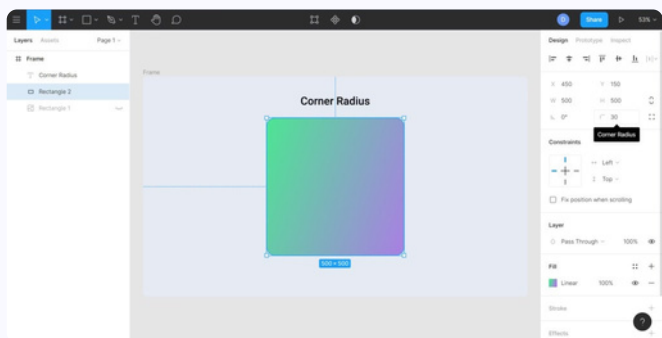 D
Share
53%
Layers
Assets
Page 1
Design
Prototype
Inspect
Frame
Corner Radius
Rectangle 2
Rectangle 1
Frame
Corner Radius
500 × 500
X 450
Y 150
W 500
H 500
0°
30
Corner Radius
Constraints
Left
Top
Fix position when scrolling
Layer
Pass Through
100%
Fill
Linear
100%
Stroke
?
Effects